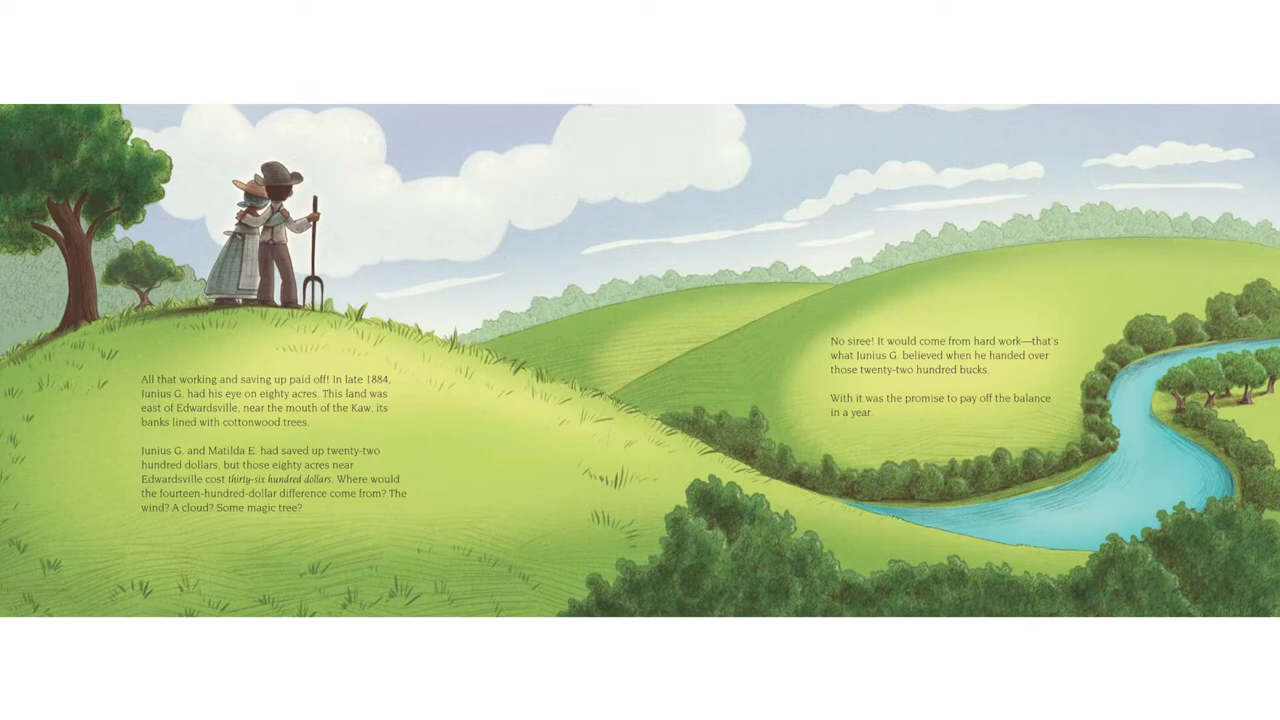 All that working and saving up paid off! In late 1884,
Junius G. had his eye on eighty acres. This land was
east of Edwardsville, near the mouth of the Kaw, its
banks lined with cottonwood trees.
Junius G. and Matilda E. had saved up twenty-two
hundred dollars, but those eighty acres near
Edwardsville cost thirty-six hundred dollars. Where would
the fourteen-hundred-dollar difference come from? The
wind? A cloud? Some magic tree?
No siree! It would come from hard work—that's
what Junius G. believed when he handed over
those twenty-two hundred bucks.
With it was the promise to pay off the balance
in a year.